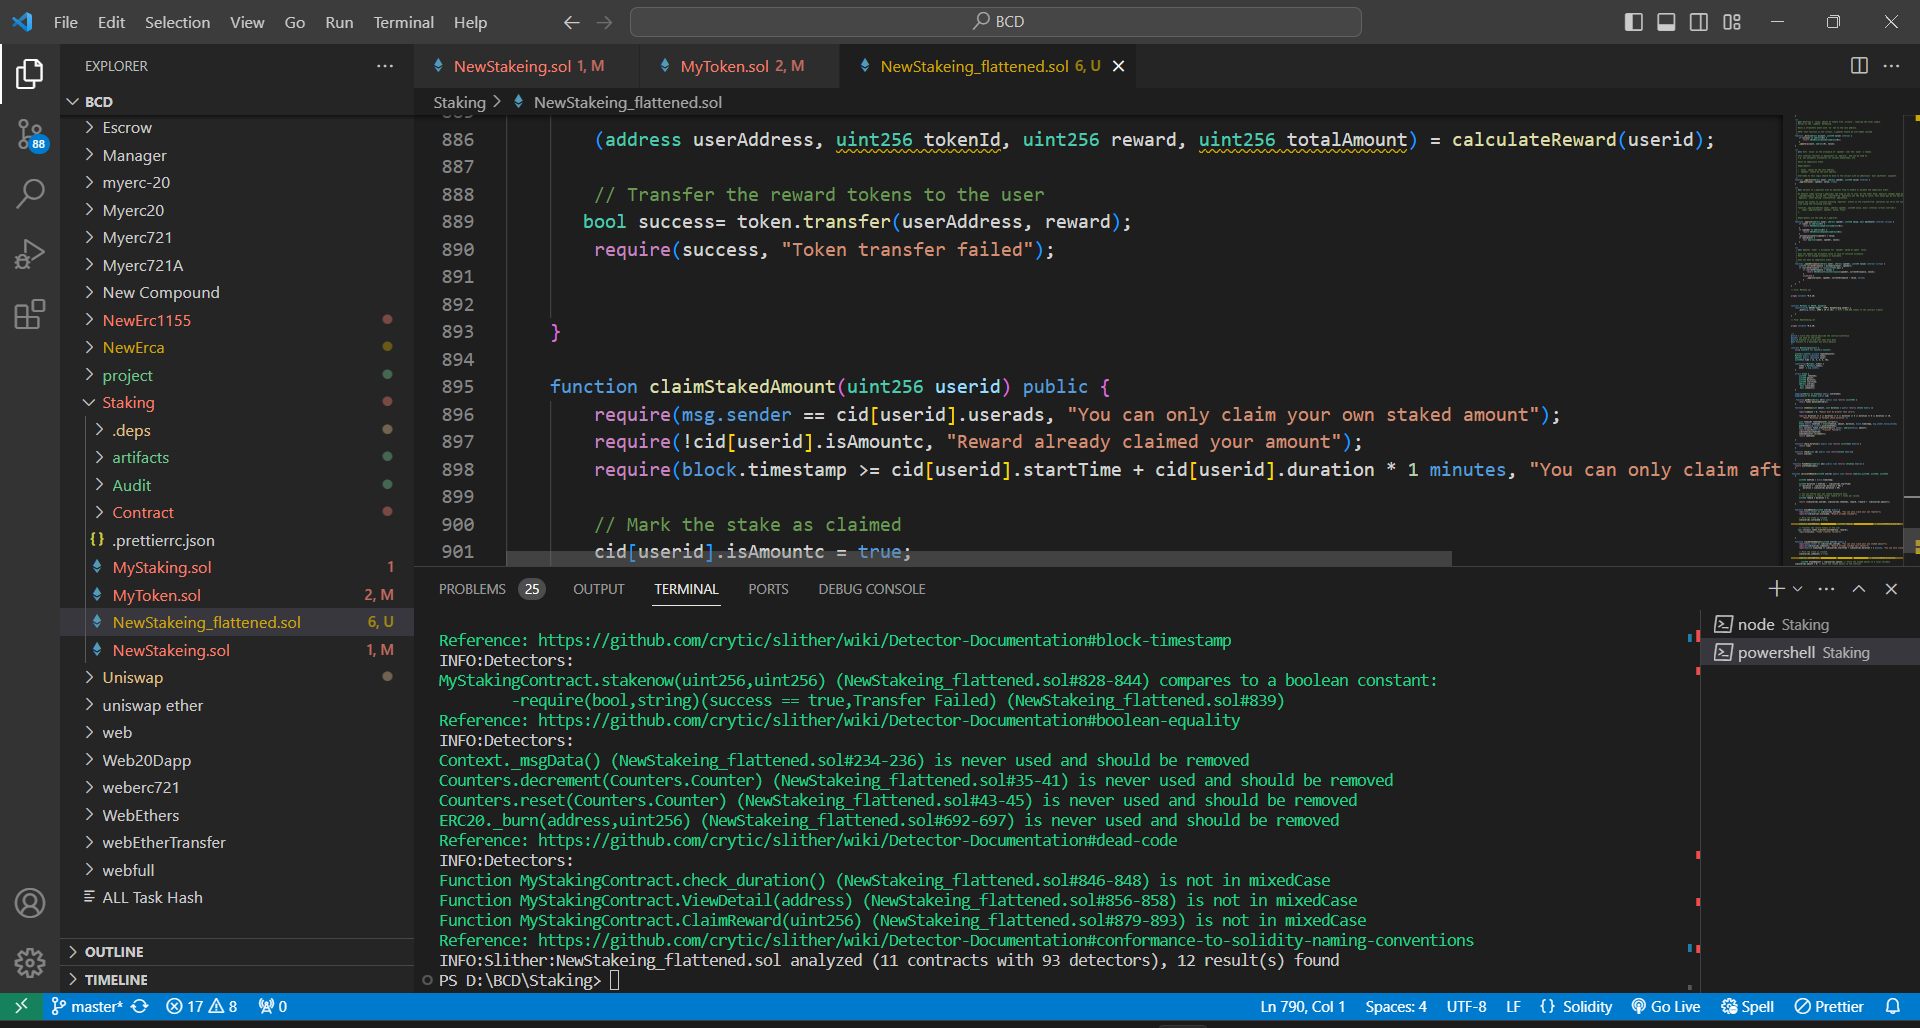 File Edit Selection View Go Run Terminal Help
BCD
EXPLORER
NewStakeing.sol 1, M
MyToken.sol 2, M
NewStakeing_flattened.sol 6, U
BCD
Staking > NewStakeing_flattened.sol
Escrow
Manager
myerc-20
Myerc20
Myerc721
Myerc721A
New Compound
NewErc1155
NewErca
project
Staking
.deps
artifacts
Audit
Contract
.prettierrc.json
MyStaking.sol 1
MyToken.sol 2, M
NewStakeing_flattened.sol 6, U
NewStakeing.sol 1, M
Uniswap
uniswap ether
web
Web20Dapp
weberc721
WebEthers
webEtherTransfer
webfull
ALL Task Hash
OUTLINE
TIMELINE
88
886 (address userAddress, uint256 tokenId, uint256 reward, uint256 totalAmount) = calculateReward(userid);
887
888 // Transfer the reward tokens to the user
889 bool success= token.transfer(userAddress, reward);
890 require(success, "Token transfer failed");
891
892
893 }
894
895 function claimStakedAmount(uint256 userid) public {
896 require(msg.sender == cid[userid].userads, "You can only claim your own staked amount");
897 require(!cid[userid].isAmountc, "Reward already claimed your amount");
898 require(block.timestamp >= cid[userid].startTime + cid[userid].duration * 1 minutes, "You can only claim aft
899
900 // Mark the stake as claimed
901 cid[userid].isAmountc = true;
PROBLEMS 25 OUTPUT TERMINAL PORTS DEBUG CONSOLE
Reference: https://github.com/crytic/slither/wiki/Detector-Documentation#block-timestamp
INFO:Detectors:
MyStakingContract.stakenow(uint256,uint256) (NewStakeing_flattened.sol#828-844) compares to a boolean constant:
-require(bool,string)(success == true,Transfer Failed) (NewStakeing_flattened.sol#839)
Reference: https://github.com/crytic/slither/wiki/Detector-Documentation#boolean-equality
INFO:Detectors:
Context._msgData() (NewStakeing_flattened.sol#234-236) is never used and should be removed
Counters.decrement(Counters.Counter) (NewStakeing_flattened.sol#35-41) is never used and should be removed
Counters.reset(Counters.Counter) (NewStakeing_flattened.sol#43-45) is never used and should be removed
ERC20._burn(address,uint256) (NewStakeing_flattened.sol#692-697) is never used and should be removed
Reference: https://github.com/crytic/slither/wiki/Detector-Documentation#dead-code
INFO:Detectors:
Function MyStakingContract.check_duration() (NewStakeing_flattened.sol#846-848) is not in mixedCase
Function MyStakingContract.ViewDetail(address) (NewStakeing_flattened.sol#856-858) is not in mixedCase
Function MyStakingContract.ClaimReward(uint256) (NewStakeing_flattened.sol#879-893) is not in mixedCase
Reference: https://github.com/crytic/slither/wiki/Detector-Documentation#conformance-to-solidity-naming-conventions
INFO:Slither:NewStakeing_flattened.sol analyzed (11 contracts with 93 detectors), 12 result(s) found
PS D:\BCD\Staking>
node Staking
powershell Staking
master* 17 8 0
Ln 790, Col 1 Spaces: 4 UTF-8 LF {} Solidity Go Live Spell Prettier